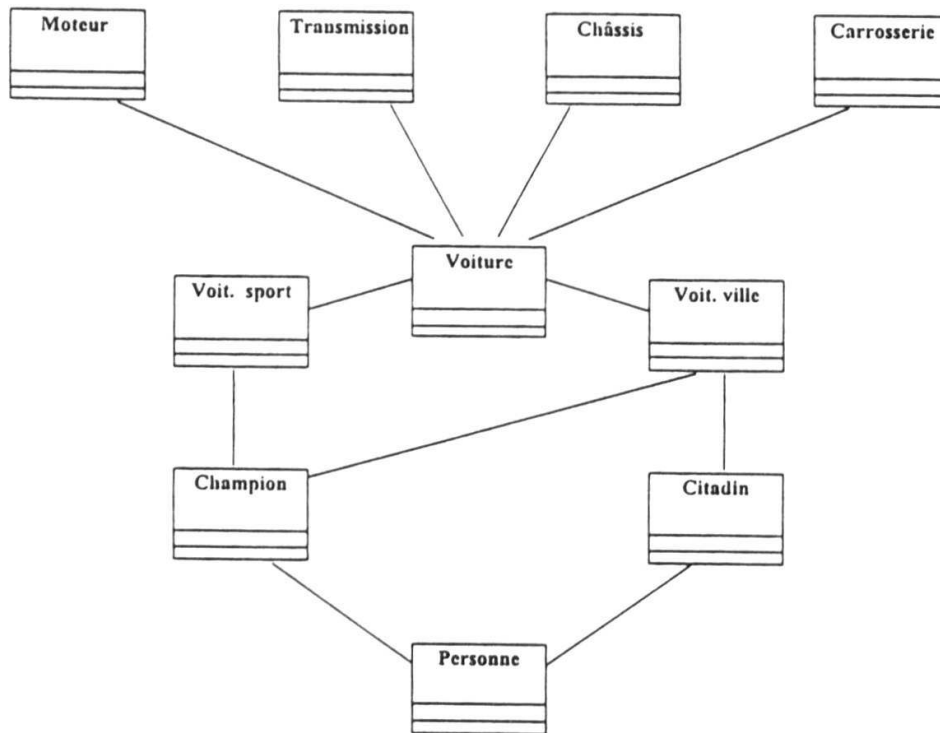 Moteur
Transmission
Châssis
Carrosserie
Voiture
Voit. sport
Voit. ville
Champion
Citadin
Personne